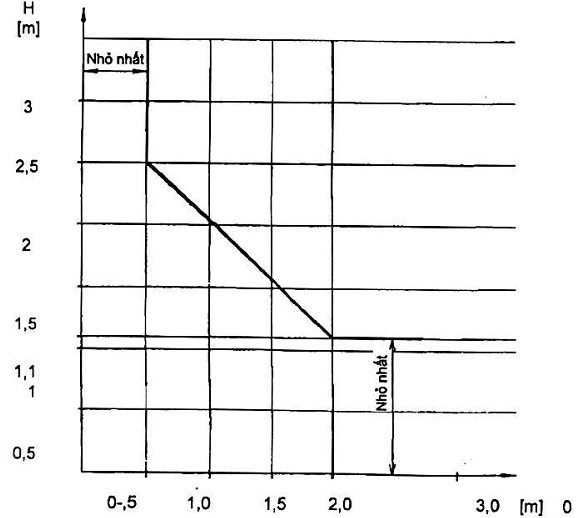 H
[m]
Nhỏ nhất
3
2,5
2
1,5
1,1
1
0,5
Nhỏ nhất
0-,5 1,0 1,5 2,0 3,0 [m] 0